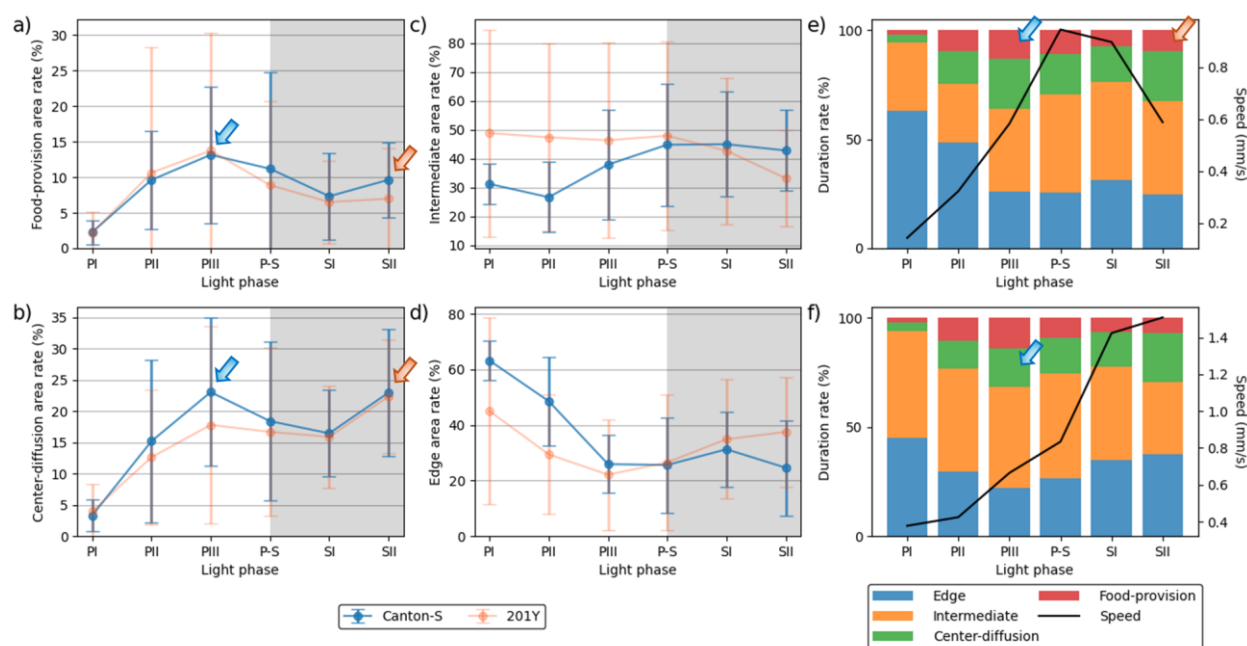 a)
Food-provision area rate (%)
30
25
20
15
10
5
0
PI PII PIII P-S SI SII
Light phase
c)
Intermediate area rate (%)
80
70
60
50
40
30
20
10
PI PII PIII P-S SI SII
Light phase
e)
Duration rate (%)
100
50
0
0.8
0.6
0.4
0.2
Speed (mm/s)
PI PII PIII P-S SI SII
Light phase
b)
Center-diffusion area rate (%)
35
30
25
20
15
10
5
0
PI PII PIII P-S SI SII
Light phase
d)
Edge area rate (%)
80
60
40
20
0
PI PII PIII P-S SI SII
Light phase
f)
Duration rate (%)
100
50
0
1.4
1.2
1.0
0.8
0.6
0.4
Speed (mm/s)
PI PII PIII P-S SI SII
Light phase
Canton-S 201Y
Edge Food-provision
Intermediate Speed
Center-diffusion